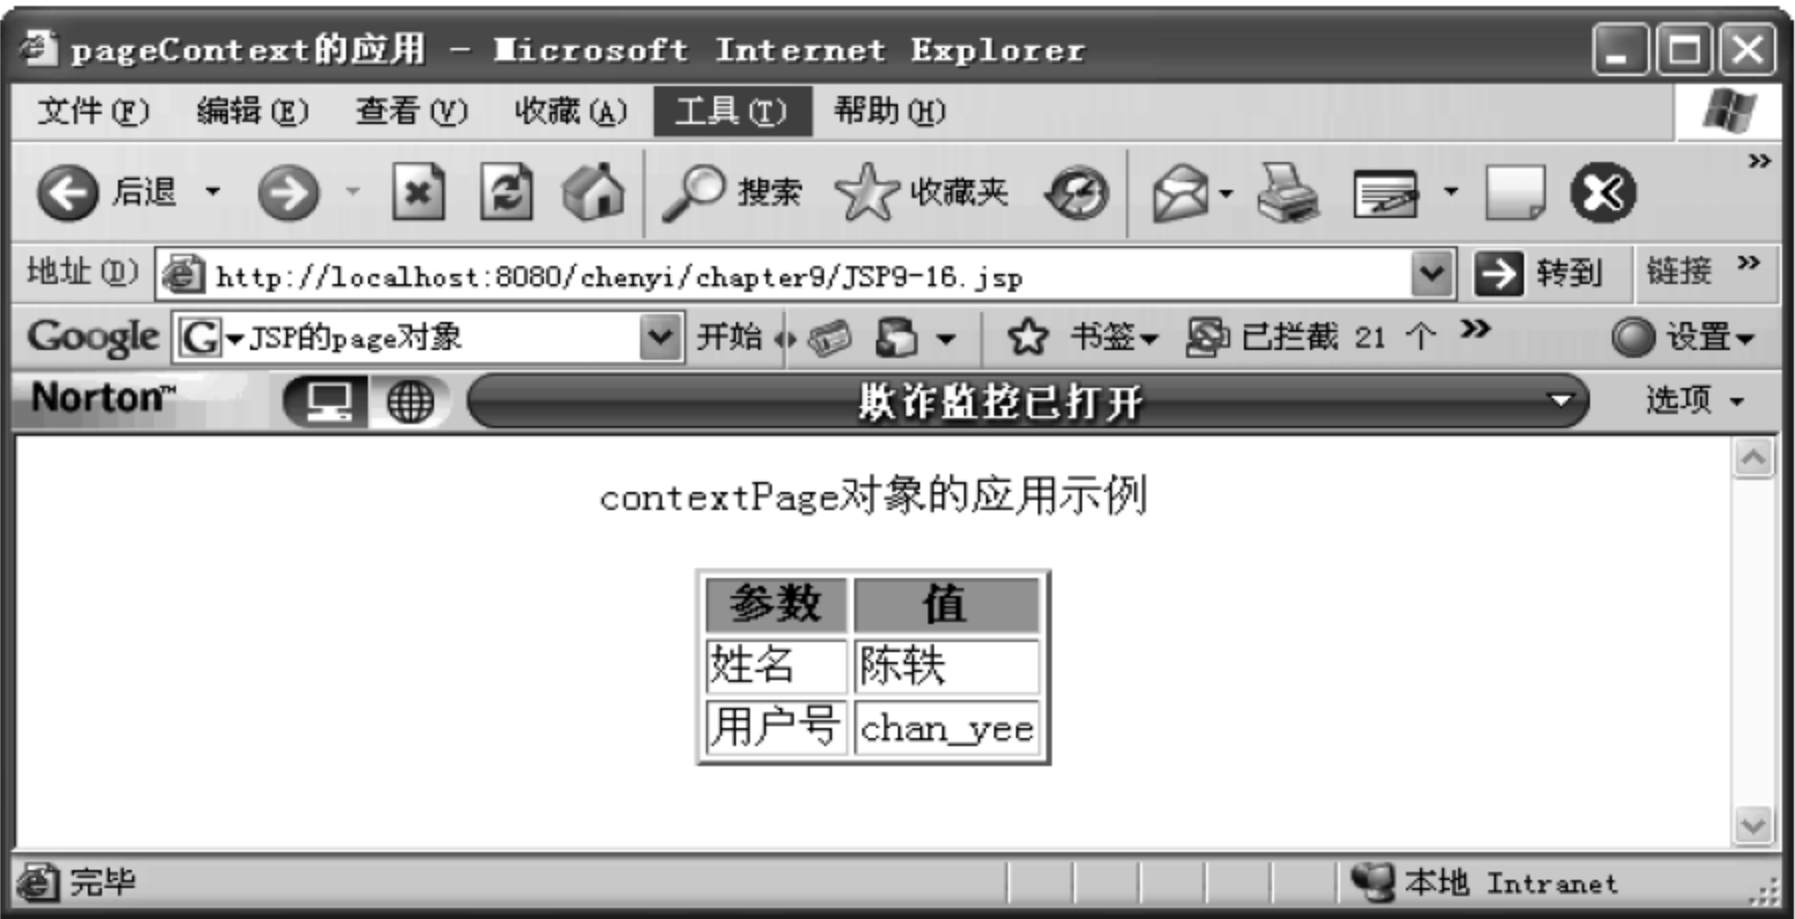 pageContext的应用 - Microsoft Internet Explorer
文件(F) 编辑(E) 查看(V) 收藏(A) 工具(T) 帮助(H)
后退 搜索 收藏夹 »
地址(D) http://localhost:8080/chenyi/chapter9/JSP9-16.jsp 转到 链接 »
Google G JSP的page对象 开始 书签 已拦截 21 个 » 设置
Norton™ 欺诈监控已打开 选项
contextPage对象的应用示例
参数 值
姓名 陈轶
用户号 chan_yee
完毕 本地 Intranet